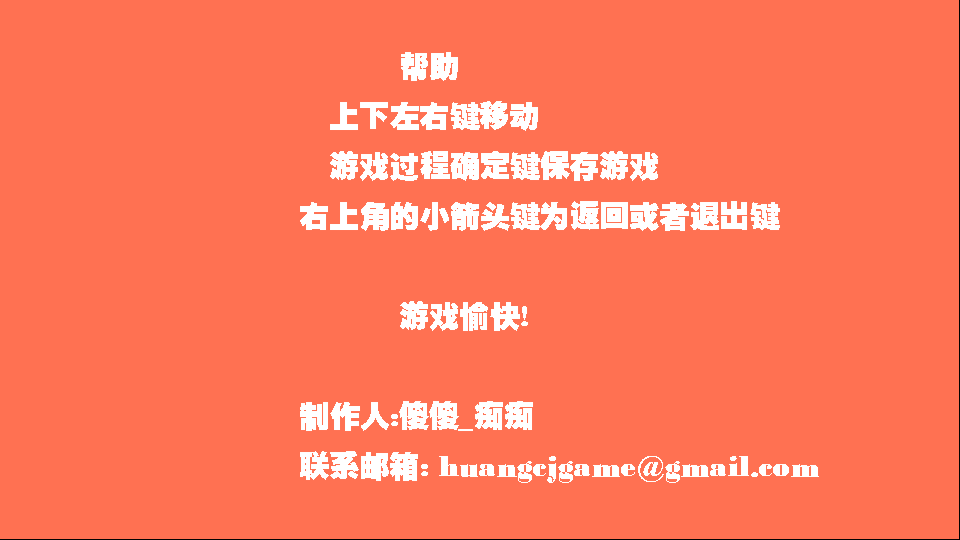 帮助
上下左右键移动
游戏过程确定键保存游戏
右上角的小箭头键为返回或者退出键
游戏愉快!
制作人:傻傻_痴痴
联系邮箱: huangcjgame@gmail.com